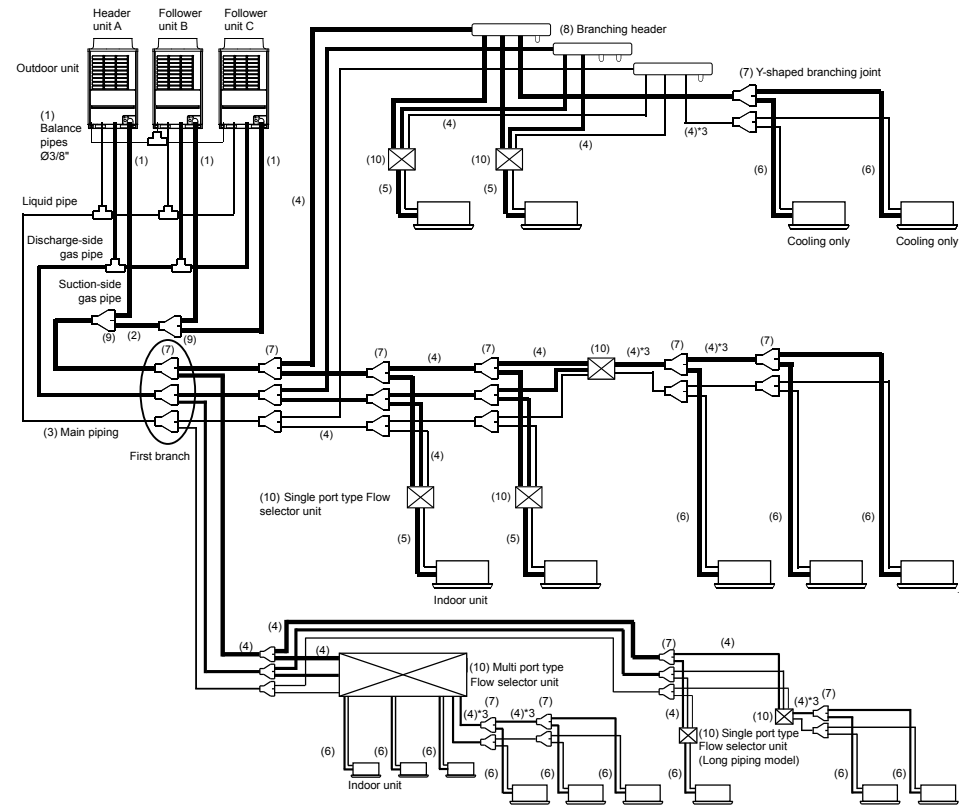 Header
unit A
Follower
unit B
Follower
unit C
Outdoor unit
(1)
Balance
pipes
Ø3/8"
(1)
(1)
(1)
Liquid pipe
Discharge-side
gas pipe
Suction-side
gas pipe
(9)
(2)
(9)
(4)
(8) Branching header
(7) Y-shaped branching joint
(4)
(4)
(4)*3
(10)
(10)
(5)
(5)
(6)
(6)
Cooling only
Cooling only
(7)
(7)
(7)
(4)
(7)
(4)
(10)
(4)*3
(7)
(4)*3
(7)
(3) Main piping
First branch
(4)
(4)
(10) Single port type Flow
selector unit
(10)
(5)
(5)
(6)
(6)
(6)
Indoor unit
(4)
(4)
(4)
(7)
(4)
(10) Multi port type
Flow selector unit
(7)
(7)
(4)*3
(4)*3
(4)
(10)
(4)*3
(7)
(10) Single port type
Flow selector unit
(Long piping model)
(6)
(6)
(6)
(6)
(6)
(6)
(6)
(6)
(6)
Indoor unit